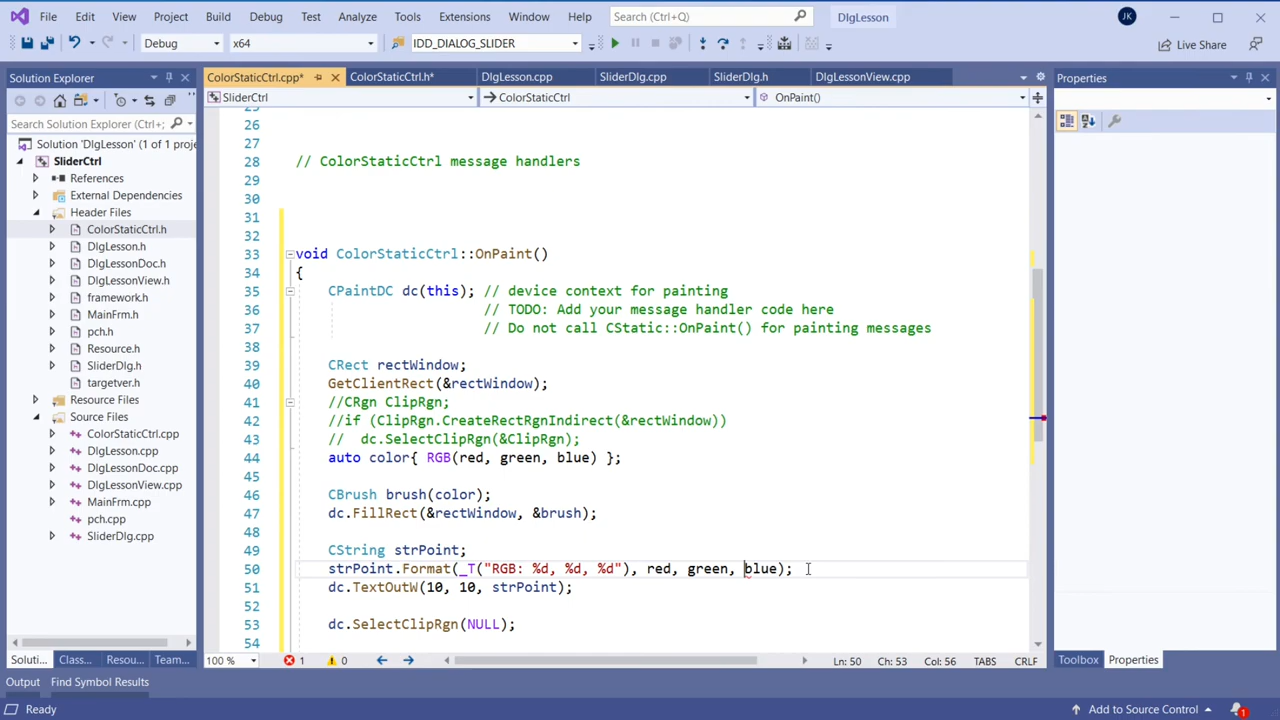 File Edit View Project Build Debug Test Analyze Tools Extensions Window Help Search (Ctrl+Q) DlgLesson JK
Debug x64 IDD_DIALOG_SLIDER Live Share
Solution Explorer
Search Solution Explorer (Ctrl+;
Solution 'DlgLesson' (1 of 1 proje
SliderCtrl
References
External Dependencies
Header Files
ColorStaticCtrl.h
DlgLesson.h
DlgLessonDoc.h
DlgLessonView.h
framework.h
MainFrm.h
pch.h
Resource.h
SliderDlg.h
targetver.h
Resource Files
Source Files
ColorStaticCtrl.cpp
DlgLesson.cpp
DlgLessonDoc.cpp
DlgLessonView.cpp
MainFrm.cpp
pch.cpp
SliderDlg.cpp
Soluti... Class... Resou... Team...
ColorStaticCtrl.cpp* ColorStaticCtrl.h* DlgLesson.cpp SliderDlg.cpp SliderDlg.h DlgLessonView.cpp
SliderCtrl ColorStaticCtrl OnPaint()
25
26
27
28 // ColorStaticCtrl message handlers
29
30
31
32
33 void ColorStaticCtrl::OnPaint()
34 {
35 CPaintDC dc(this); // device context for painting
36 // TODO: Add your message handler code here
37 // Do not call CStatic::OnPaint() for painting messages
38
39 CRect rectWindow;
40 GetClientRect(&rectWindow);
41 //CRgn ClipRgn;
42 //if (ClipRgn.CreateRectRgnIndirect(&rectWindow))
43 // dc.SelectClipRgn(&ClipRgn);
44 auto color{ RGB(red, green, blue) };
45
46 CBrush brush(color);
47 dc.FillRect(&rectWindow, &brush);
48
49 CString strPoint;
50 strPoint.Format(_T("RGB: %d, %d, %d"), red, green, blue);
51 dc.TextOutW(10, 10, strPoint);
52
53 dc.SelectClipRgn(NULL);
54
100 % 1 0 Ln: 50 Ch: 53 Col: 56 TABS CRLF
Properties
Toolbox Properties
Output Find Symbol Results
Ready Add to Source Control 1